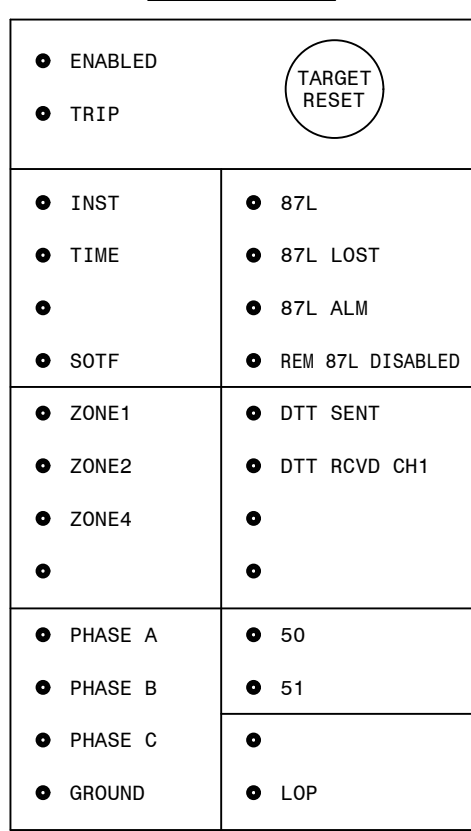 ENABLED
TRIP
TARGET
RESET
INST
TIME
SOTF
87L
87L LOST
87L ALM
REM 87L DISABLED
ZONE1
ZONE2
ZONE4
DTT SENT
DTT RCVD CH1
PHASE A
PHASE B
PHASE C
GROUND
50
51
LOP